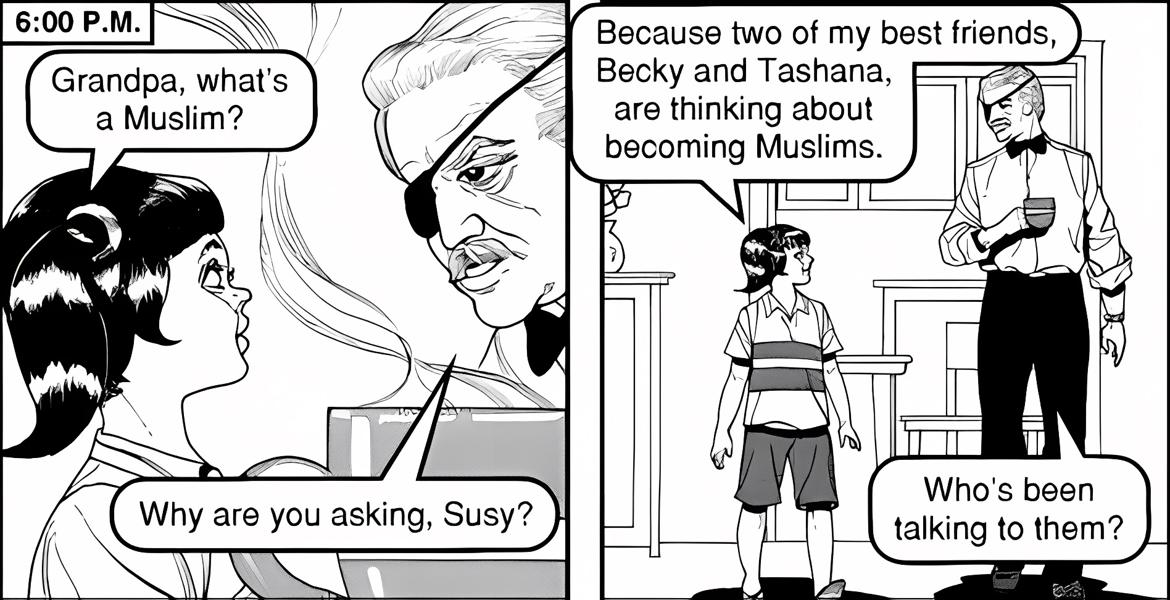 6:00 P.M.
Grandpa, what's
a Muslim?
Why are you asking, Susy?
Because two of my best friends,
Becky and Tashana,
are thinking about
becoming Muslims.
Who's been
talking to them?